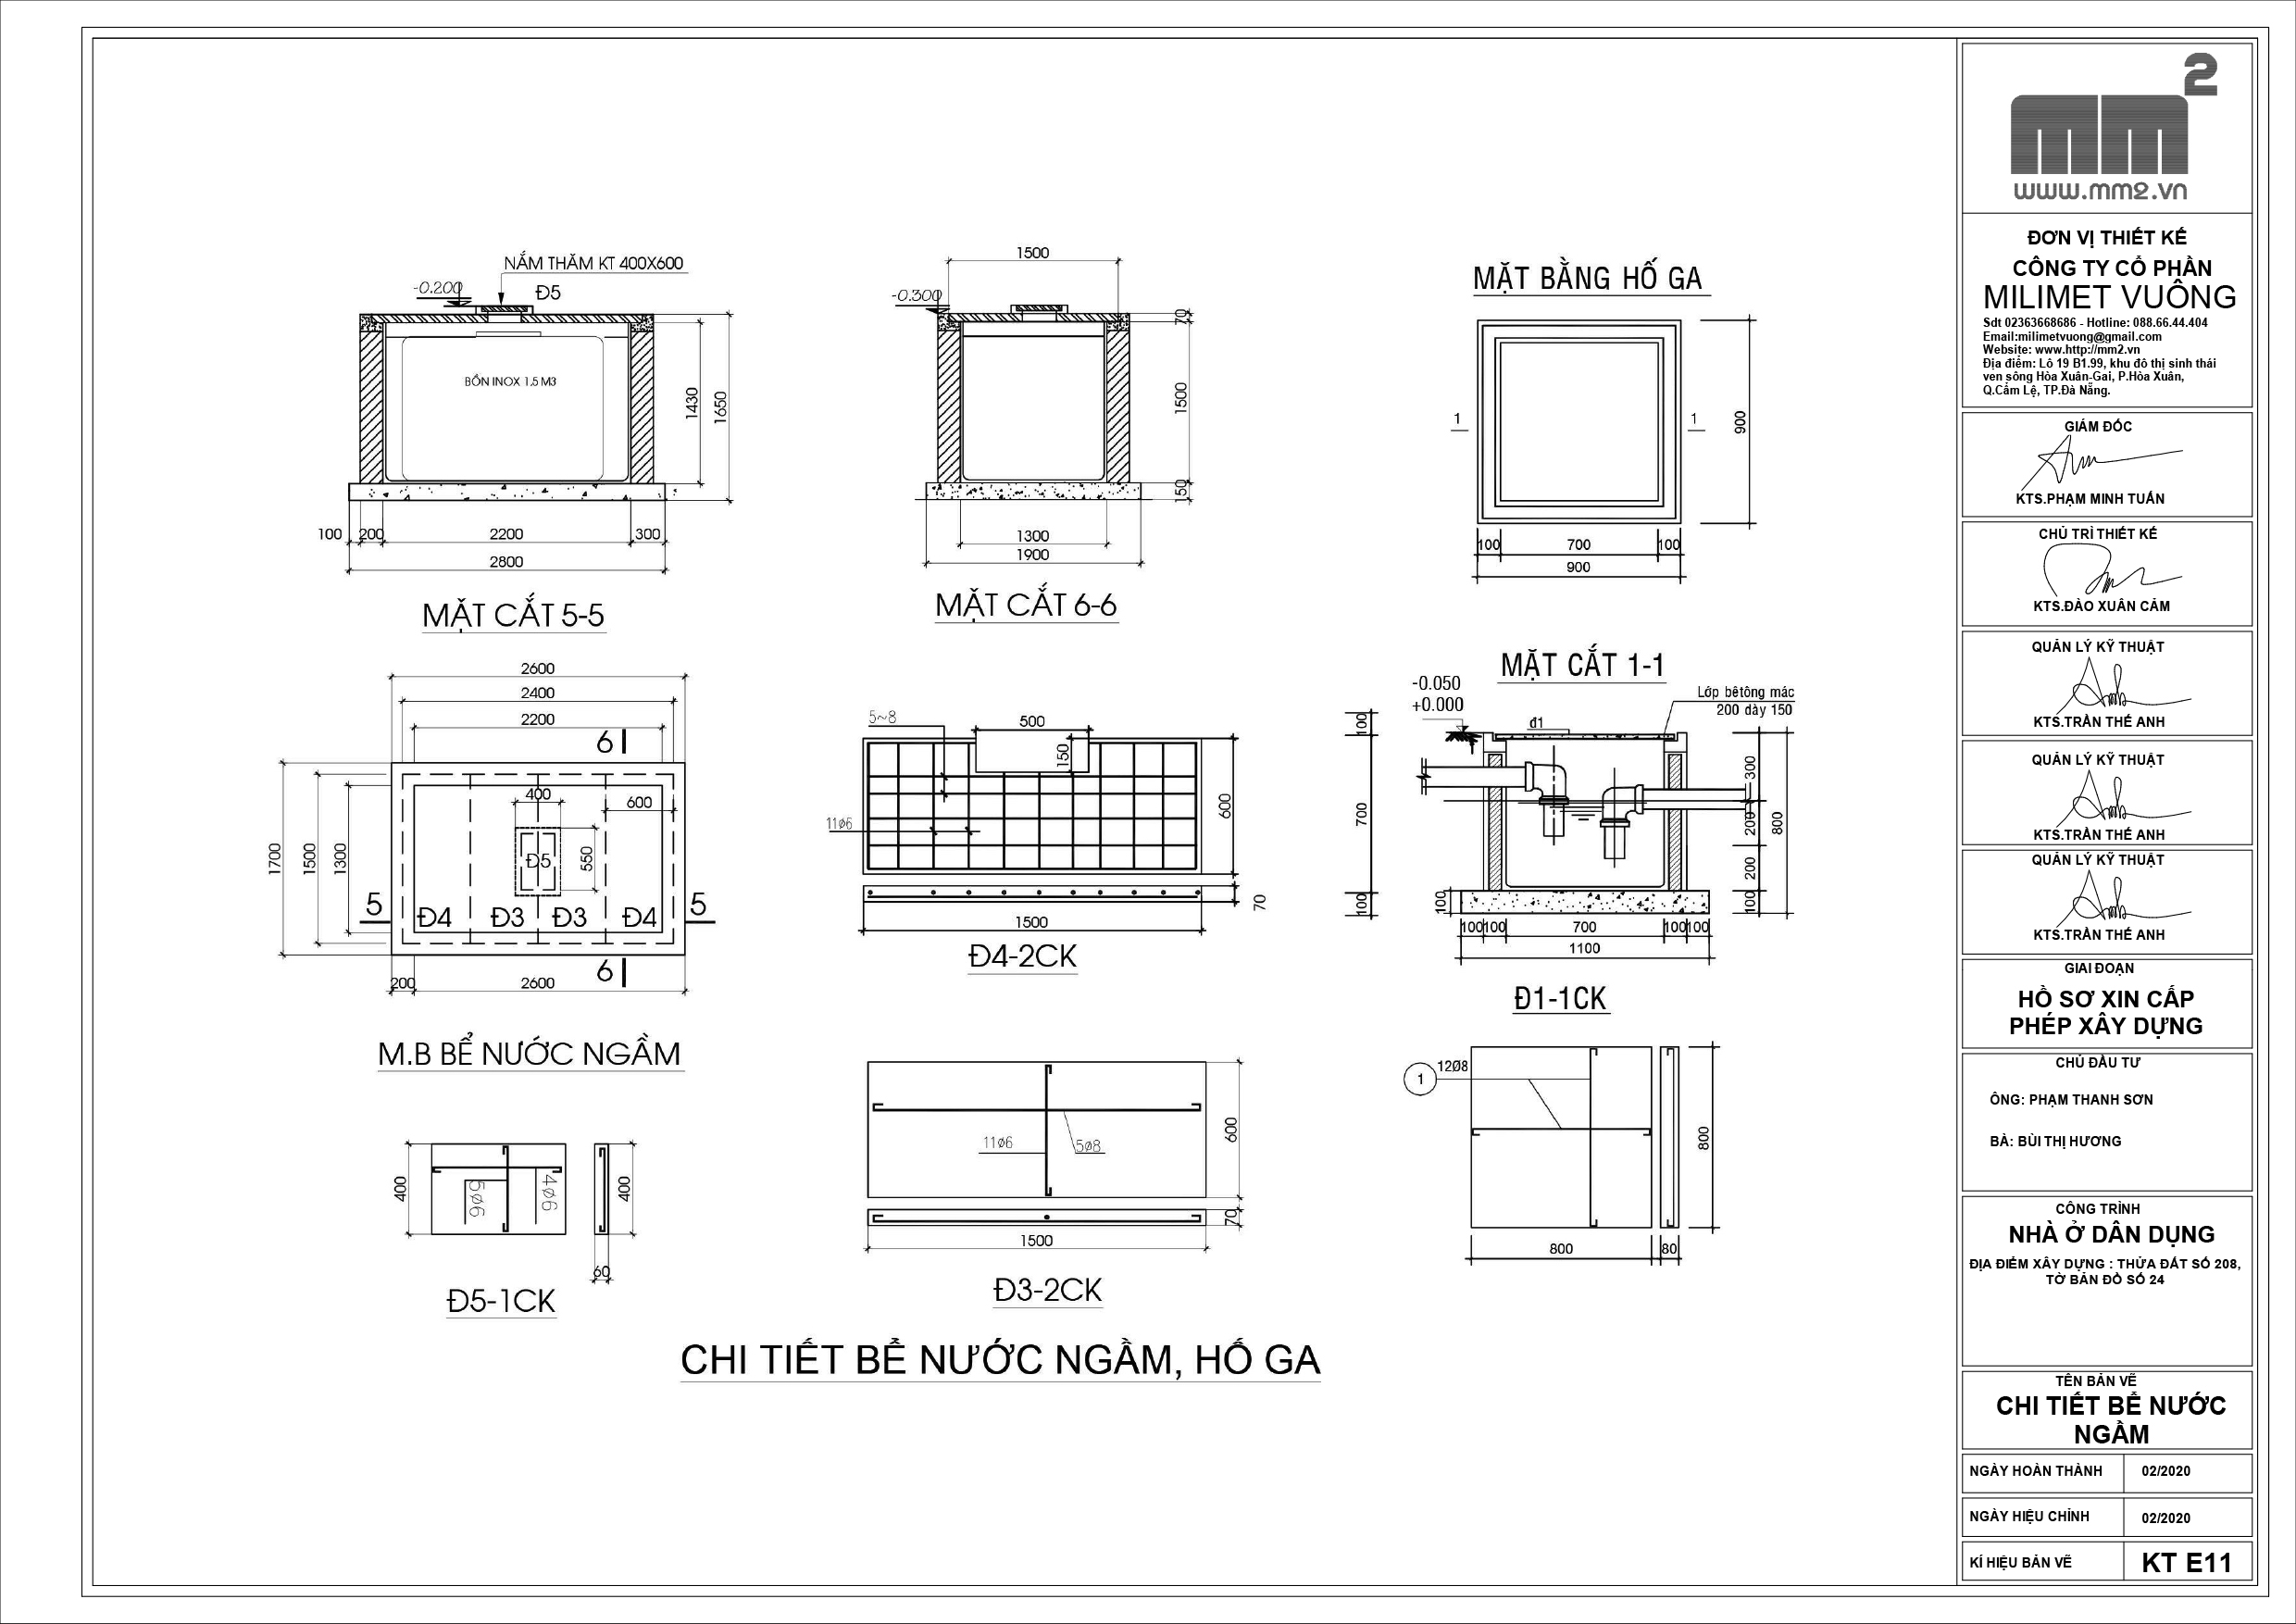 NẮM THĂM KT 400X600
-0.200
Đ5
BỒN INOX 1.5 M3
1430
1650
100
200
2200
300
2800
MẶT CẮT 5-5
1500
-0.300
70
1500
150
1300
1900
MẶT CẮT 6-6
MẶT BẰNG HỐ GA
1
1
900
100
700
100
900
2600
2400
2200
6
400
600
1700
1500
1300
Đ5
550
5
5
Đ4
Đ3
Đ3
Đ4
6
200
2600
M.B BỂ NƯỚC NGẦM
5~8
500
150
600
11ø6
70
1500
Đ4-2CK
MẶT CẮT 1-1
-0.050
+0.000
Lớp bêtông mác
200 dày 150
đ1
100
700
100
100
300
200
200
100
800
100
100
700
100
100
1100
Đ1-1CK
1
12Ø8
800
800
80
400
5ø6
4ø6
400
60
Đ5-1CK
11ø6
5ø8
600
70
1500
Đ3-2CK
CHI TIẾT BỂ NƯỚC NGẦM, HỐ GA
mm2
www.mm2.vn
ĐƠN VỊ THIẾT KẾ
CÔNG TY CỔ PHẦN
MILIMET VUÔNG
Sdt 02363668686 - Hotline: 088.66.44.404
Email:milimetvuong@gmail.com
Website: www.http://mm2.vn
Địa điểm: Lô 19 B1.99, khu đô thị sinh thái
ven sông Hòa Xuân-Gai, P.Hòa Xuân,
Q.Cẩm Lệ, TP.Đà Nẵng.
GIÁM ĐỐC
KTS.PHẠM MINH TUẤN
CHỦ TRÌ THIẾT KẾ
KTS.ĐÀO XUÂN CẢM
QUẢN LÝ KỸ THUẬT
KTS.TRẦN THẾ ANH
QUẢN LÝ KỸ THUẬT
KTS.TRẦN THẾ ANH
QUẢN LÝ KỸ THUẬT
KTS.TRẦN THẾ ANH
GIAI ĐOẠN
HỒ SƠ XIN CẤP
PHÉP XÂY DỰNG
CHỦ ĐẦU TƯ
ÔNG: PHẠM THANH SƠN
BÀ: BÙI THỊ HƯƠNG
CÔNG TRÌNH
NHÀ Ở DÂN DỤNG
ĐỊA ĐIỂM XÂY DỰNG : THỬA ĐẤT SỐ 208,
TỜ BẢN ĐỒ SỐ 24
TÊN BẢN VẼ
CHI TIẾT BỂ NƯỚC
NGẦM
NGÀY HOÀN THÀNH 02/2020
NGÀY HIỆU CHỈNH 02/2020
KÍ HIỆU BẢN VẼ KT E11